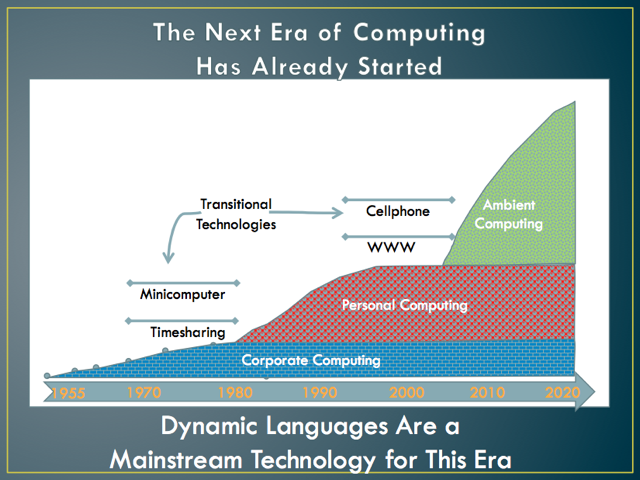 The Next Era of Computing
Has Already Started
Transitional
Technologies
Cellphone
WWW
Ambient
Computing
Minicomputer
Timesharing
Personal Computing
Corporate Computing
1955 1970 1980 1990 2000 2010 2020
Dynamic Languages Are a
Mainstream Technology for This Era